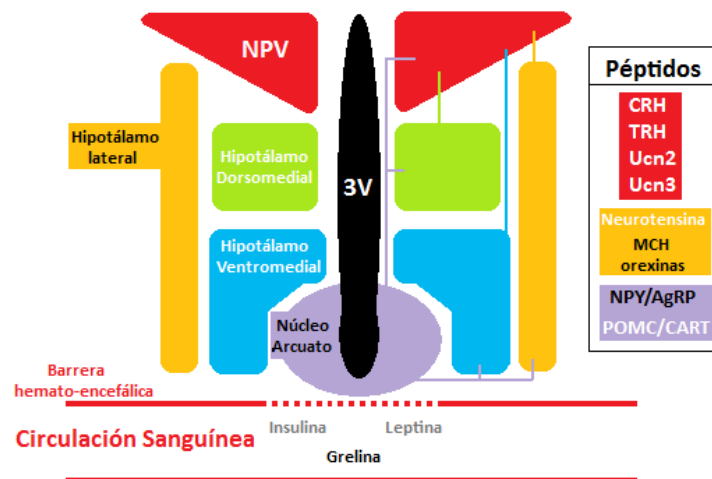 NPV
Péptidos
CRH
TRH
Ucn2
Ucn3
Hipotálamo
lateral
Hipotálamo
Dorsomedial
3V
Neurotensina
MCH
orexinas
Hipotálamo
Ventromedial
NPY/AgRP
POMC/CART
Núcleo
Arcuato
Barrera
hemato-encefálica
Insulina
Leptina
Circulación Sanguínea
Grelina